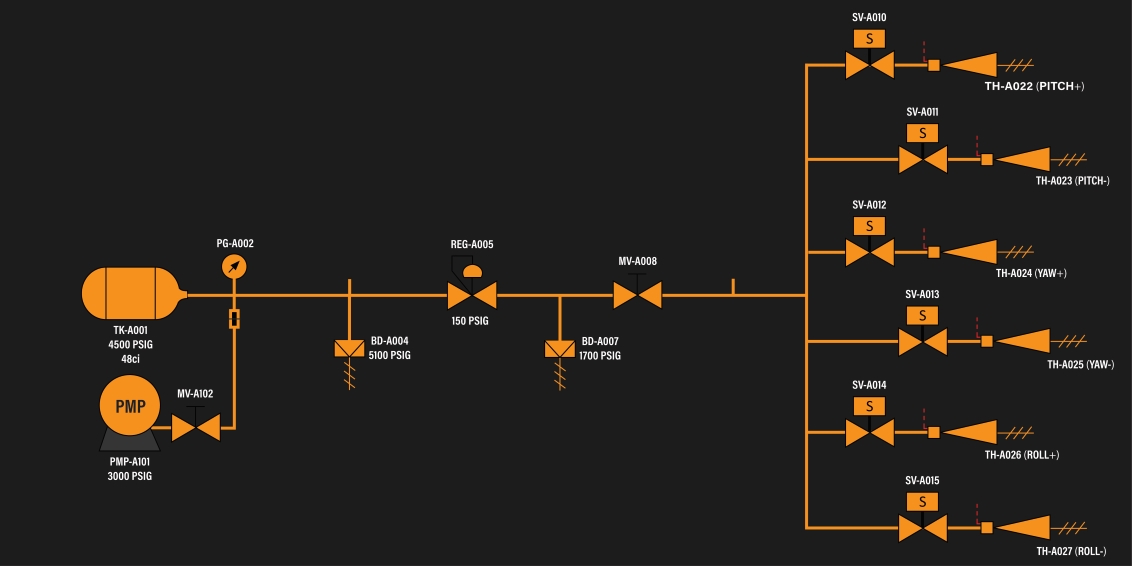 SV-A010
S
TH-A022 (PITCH+)
SV-A011
S
TH-A023 (PITCH-)
SV-A012
S
TH-A024 (YAW+)
SV-A013
S
TH-A025 (YAW-)
SV-A014
S
TH-A026 (ROLL+)
SV-A015
S
TH-A027 (ROLL-)
PG-A002
REG-A005
150 PSIG
MV-A008
TK-A001
4500 PSIG
48ci
BD-A004
5100 PSIG
BD-A007
1700 PSIG
PMP
MV-A102
PMP-A101
3000 PSIG